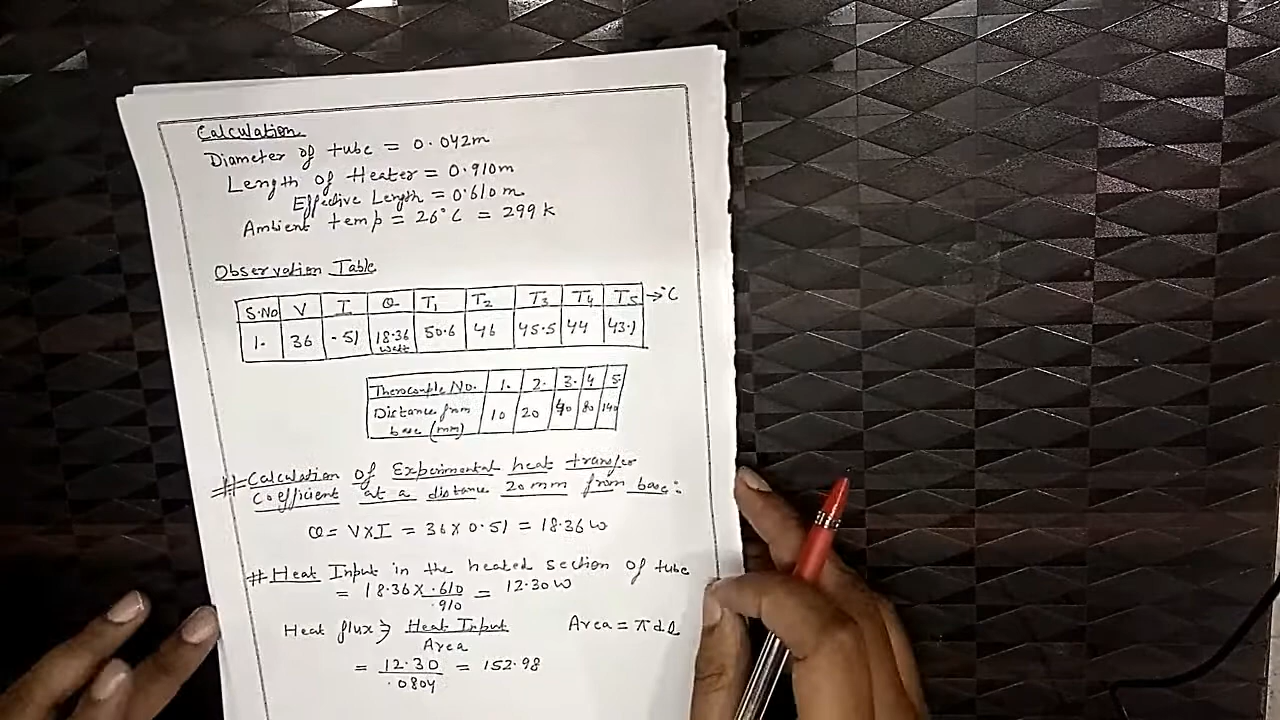 Calculation
Diameter of tube = 0.042m
Length of Heater = 0.910m
Effective Length = 0.610m
Ambient temp = 26°C = 299 k
Observation Table
S.No V I Q T1 T2 T3 T4 T5 →°C
1. 36 .51 18.36 watt 50.6 46 45.5 44 43.1
Thermocouple No. 1. 2. 3. 4 5
Distance from base (mm) 10 20 40 80 140
# Calculation of Experimental heat transfer
Coefficient at a distance 20mm from base:
Q = V×I = 36 × 0.51 = 18.36 w
# Heat Input in the heated section of tube
= 18.36 × .610 / .910 = 12.30 w
Heat flux ⇒ Heat Input / Area Area = πdl
= 12.30 / .0804 = 152.98